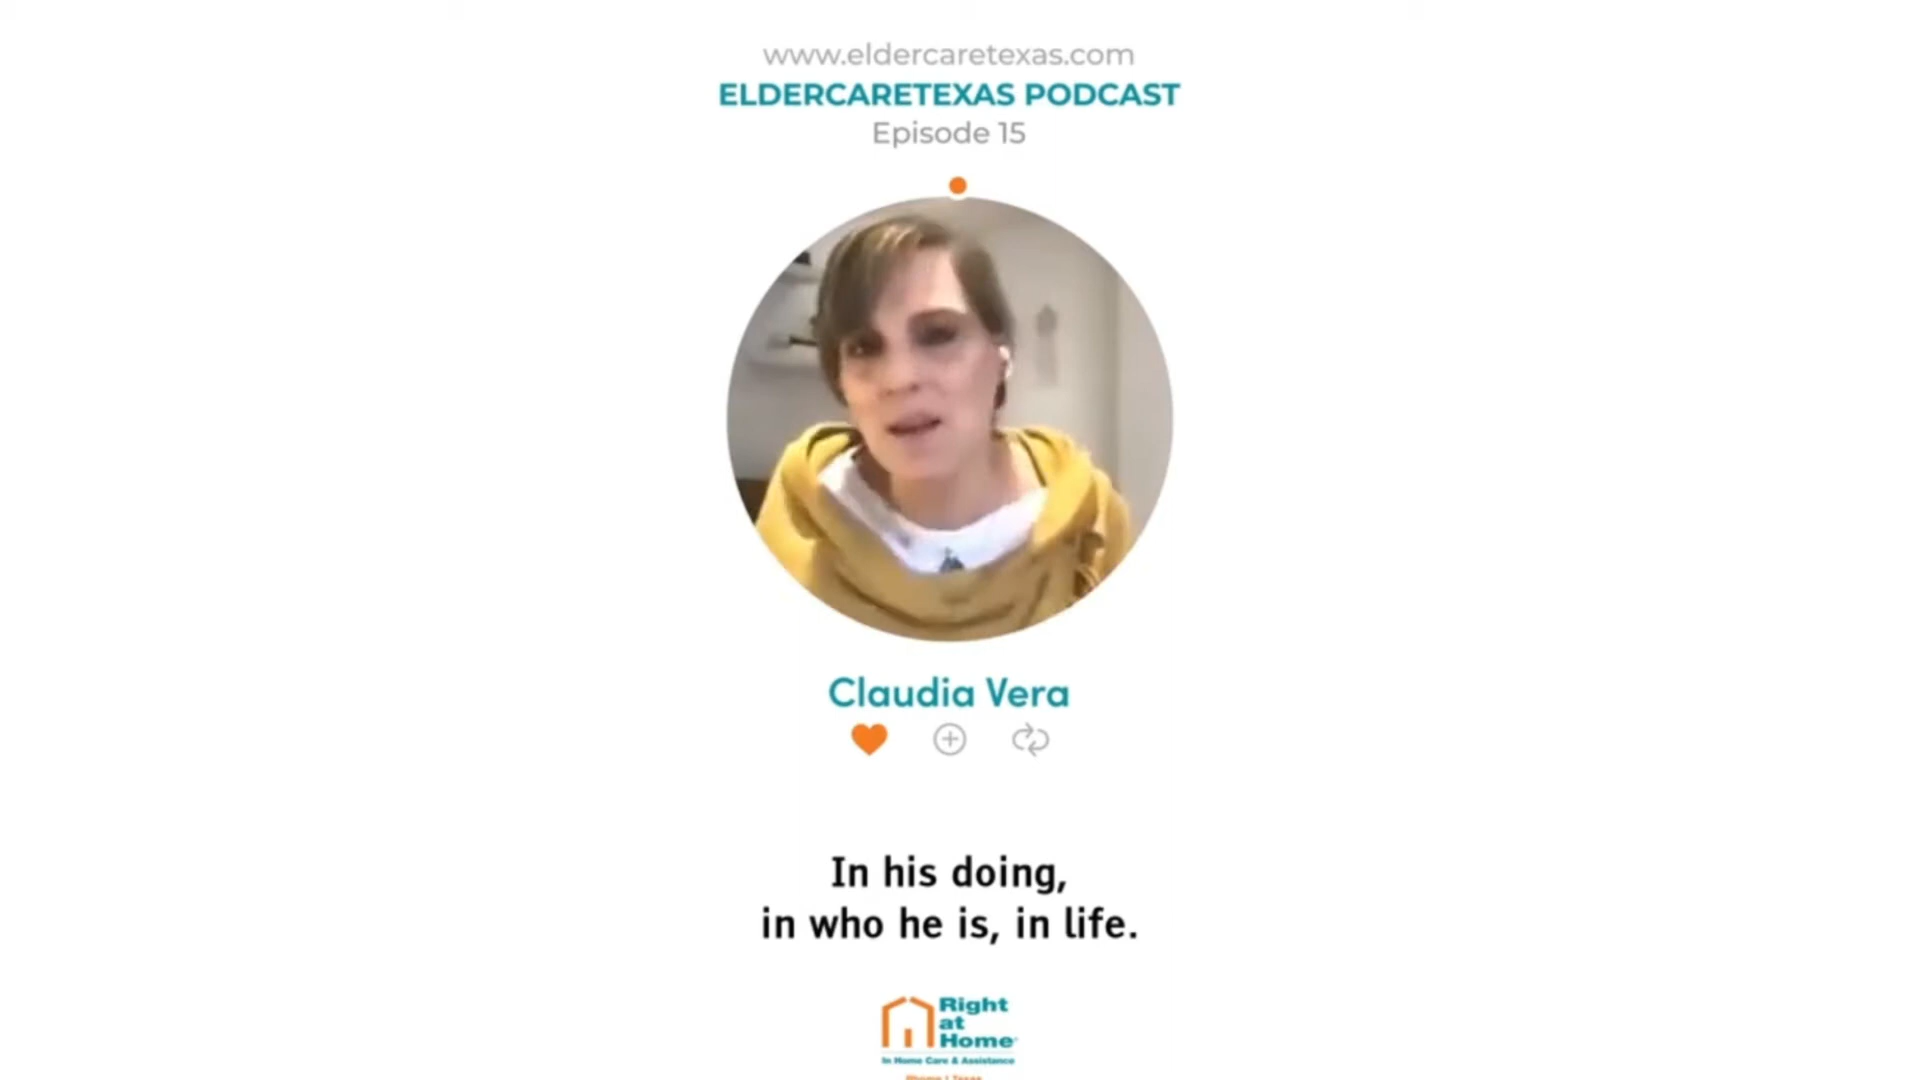 www.eldercaretexas.com
ELDERCARETEXAS PODCAST
Episode 15
Claudia Vera
In his doing,
in who he is, in life.
Right
at
Home
In Home Care & Assistance